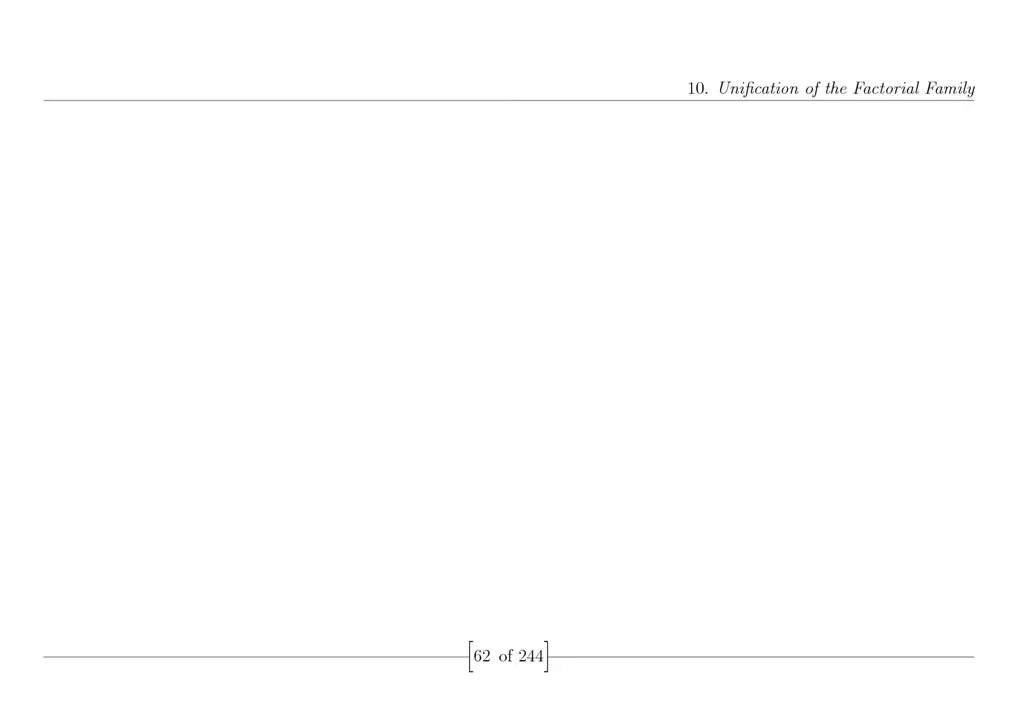 10. Unification of the Factorial Family
[62 of 244]